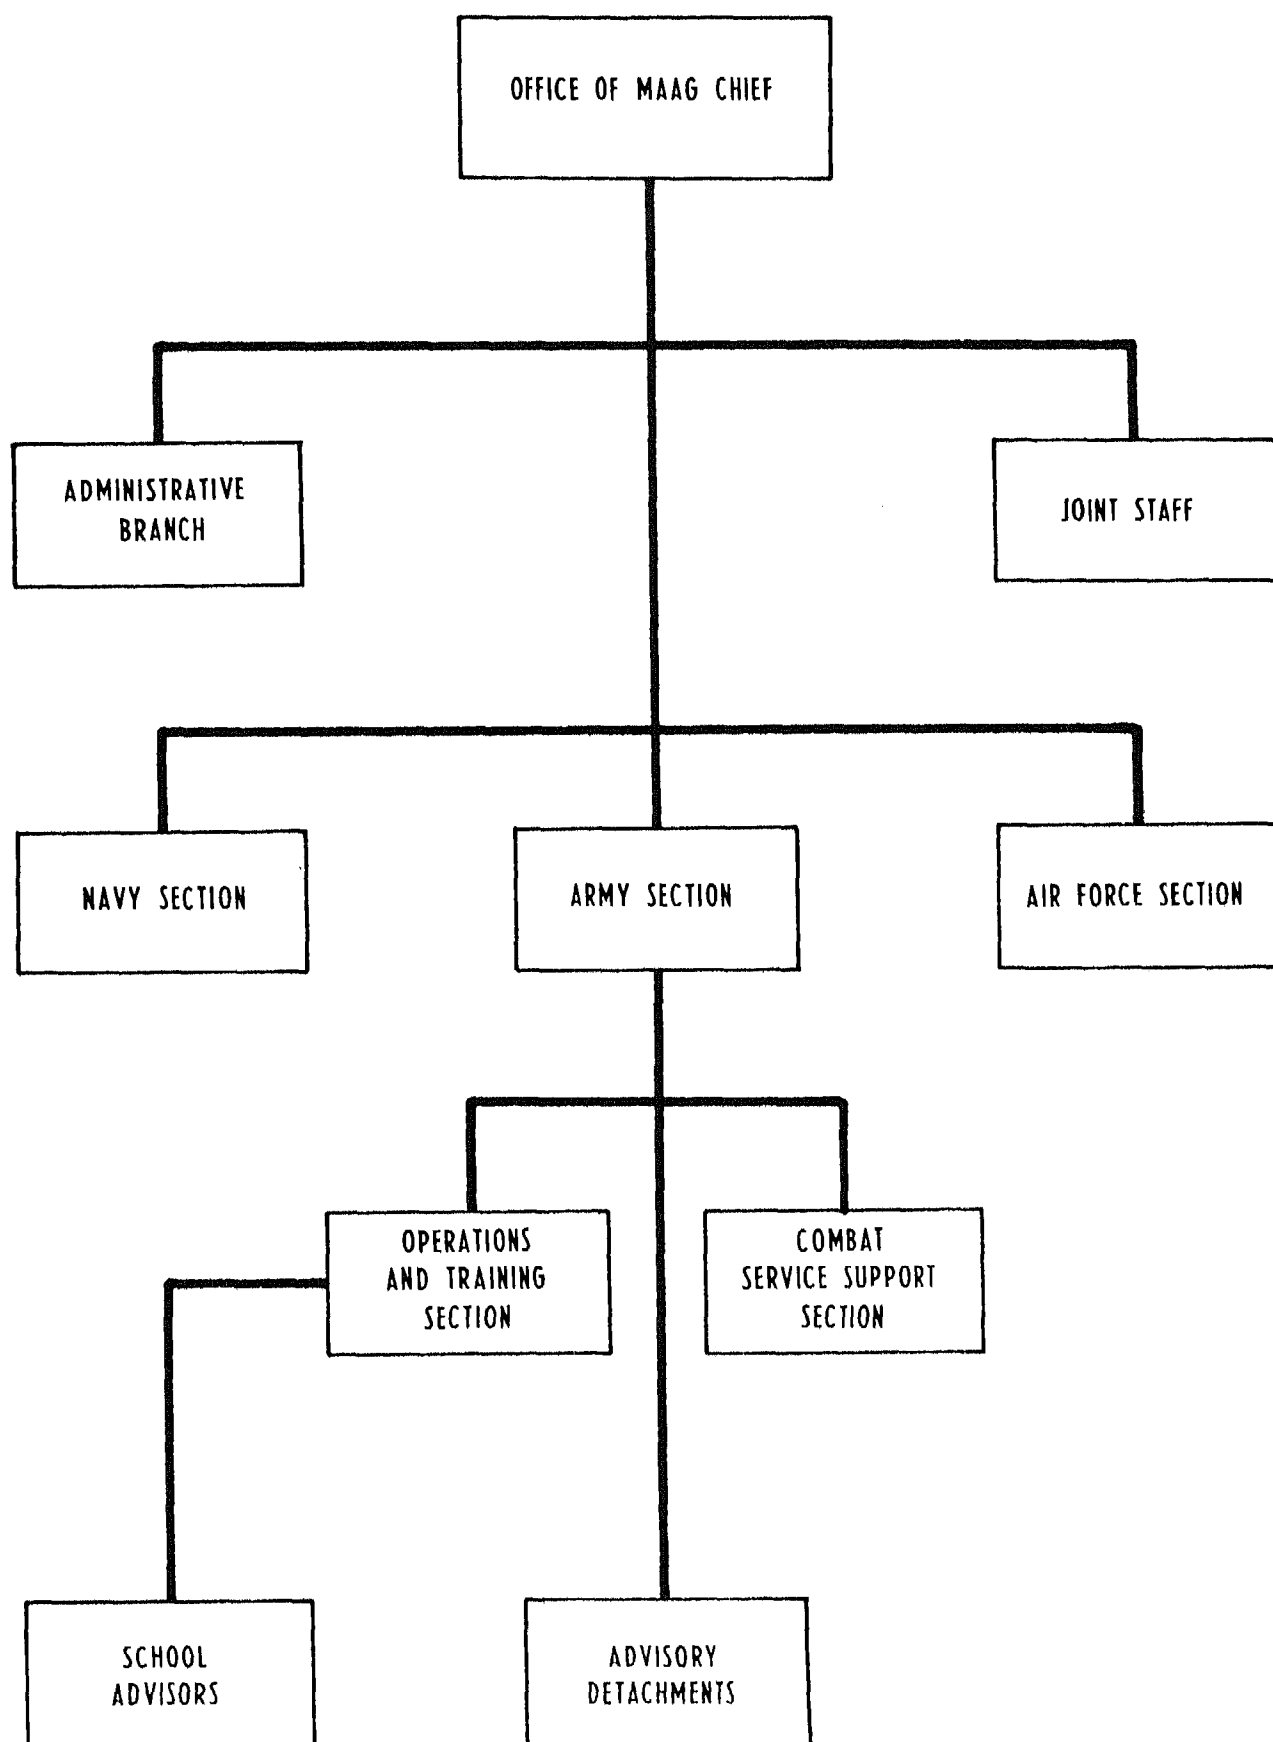 OFFICE OF MAAG CHIEF
ADMINISTRATIVE
BRANCH
JOINT STAFF
NAVY SECTION
ARMY SECTION
AIR FORCE SECTION
OPERATIONS
AND TRAINING
SECTION
COMBAT
SERVICE SUPPORT
SECTION
SCHOOL
ADVISORS
ADVISORY
DETACHMENTS